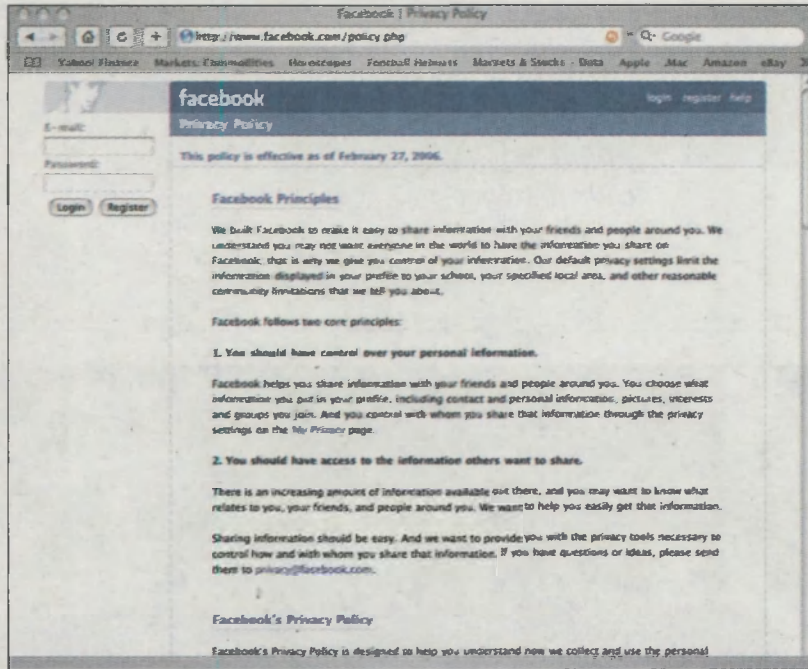 Facebook | Privacy Policy
http://www.facebook.com/policy.php
Q- Google
Yahoo! Finance Markets: Commodities Horoscopes Football Helmets Markets & Stocks - Data Apple .Mac Amazon eBay
facebook
login register help
Privacy Policy
E-mail:
Password:
Login Register
This policy is effective as of February 27, 2006.
Facebook Principles
We built Facebook to make it easy to share information with your friends and people around you. We
understand you may not want everyone in the world to have the information you share on
Facebook; that is why we give you control of your information. Our default privacy settings limit the
information displayed in your profile to your school, your specified local area, and other reasonable
community limitations that we tell you about.
Facebook follows two core principles:
1. You should have control over your personal information.
Facebook helps you share information with your friends and people around you. You choose what
information you put in your profile, including contact and personal information, pictures, interests
and groups you join. And you control with whom you share that information through the privacy
settings on the My Privacy page.
2. You should have access to the information others want to share.
There is an increasing amount of information available out there, and you may want to know what
relates to you, your friends, and people around you. We want to help you easily get that information.
Sharing information should be easy. And we want to provide you with the privacy tools necessary to
control how and with whom you share that information. If you have questions or ideas, please send
them to privacy@facebook.com.
Facebook's Privacy Policy
Facebook's Privacy Policy is designed to help you understand how we collect and use the personal